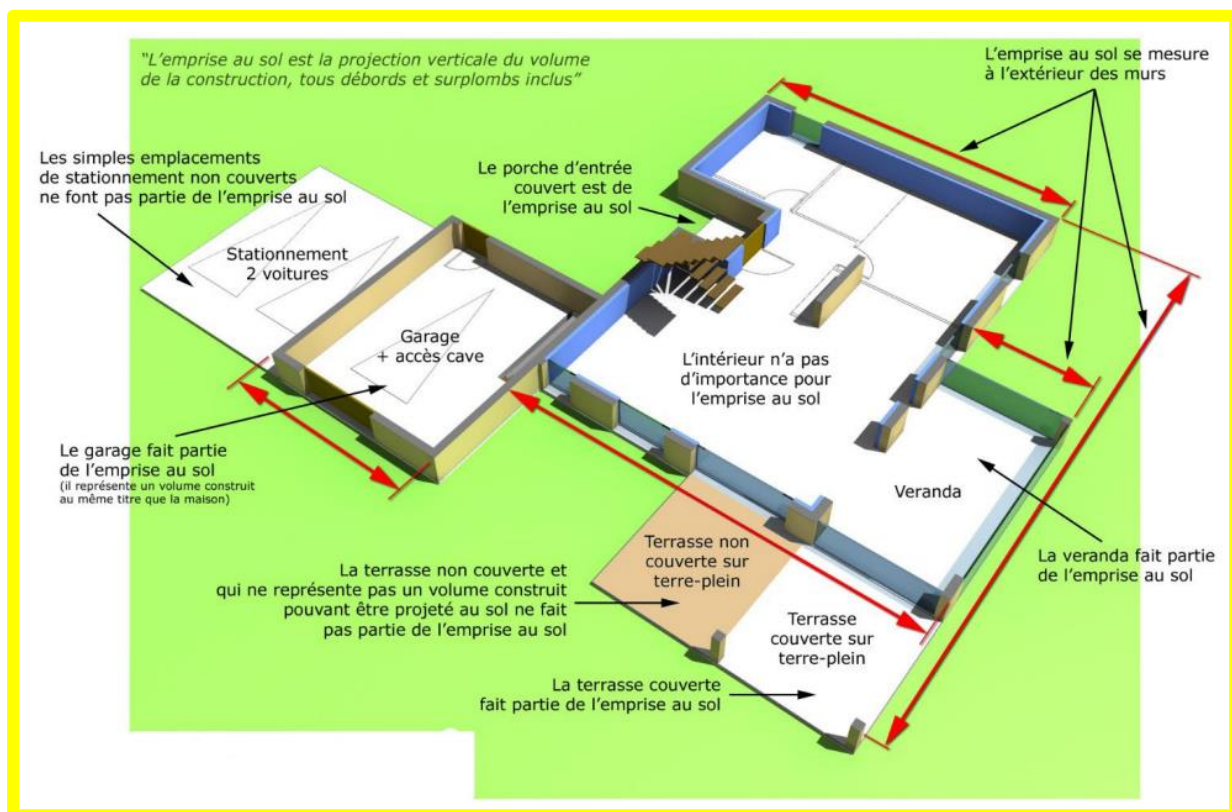 “L’emprise au sol est la projection verticale du volume
de la construction, tous débords et surplombs inclus”
L’emprise au sol se mesure
à l’extérieur des murs
Les simples emplacements
de stationnement non couverts
ne font pas partie de l’emprise au sol
Le porche d’entrée
couvert est de
l’emprise au sol
Stationnement
2 voitures
Garage
+ accès cave
L’intérieur n’a pas
d’importance pour
l’emprise au sol
Le garage fait partie
de l’emprise au sol
(il représente un volume construit
au même titre que la maison)
Veranda
La veranda fait partie
de l’emprise au sol
Terrasse non
couverte sur
terre-plein
La terrasse non couverte et
qui ne représente pas un volume construit
pouvant être projeté au sol ne fait
pas partie de l’emprise au sol
Terrasse
couverte sur
terre-plein
La terrasse couverte
fait partie de l’emprise au sol